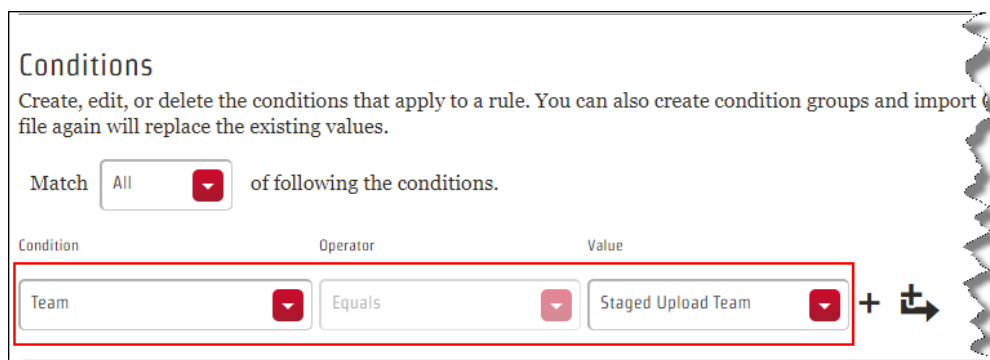 Conditions
Create, edit, or delete the conditions that apply to a rule. You can also create condition groups and import
file again will replace the existing values.
Match All of following the conditions.
Condition Operator Value
Team Equals Staged Upload Team